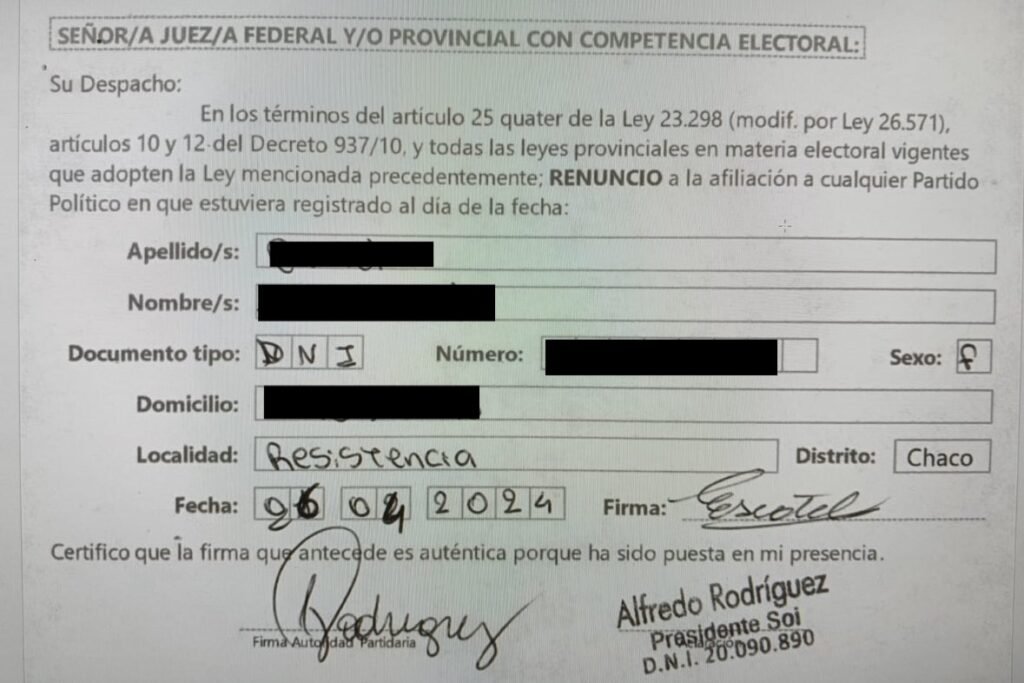 SEÑOR/A JUEZ/A FEDERAL Y/O PROVINCIAL CON COMPETENCIA ELECTORAL:
Su Despacho:
En los términos del artículo 25 quater de la Ley 23.298 (modif. por Ley 26.571),
artículos 10 y 12 del Decreto 937/10, y todas las leyes provinciales en materia electoral vigentes
que adopten la Ley mencionada precedentemente; RENUNCIO a la afiliación a cualquier Partido
Político en que estuviera registrado al día de la fecha:
Apellido/s:
Nombre/s:
Documento tipo: DNI Número: Sexo: F
Domicilio:
Localidad: Resistencia Distrito: Chaco
Fecha: 06 04 2024 Firma:
Certifico que la firma que antecede es auténtica porque ha sido puesta en mi presencia.
Rodriguez
Firma Autoridad Partidaria
Alfredo Rodríguez
Presidente Soi
D.N.I. 20.090.890